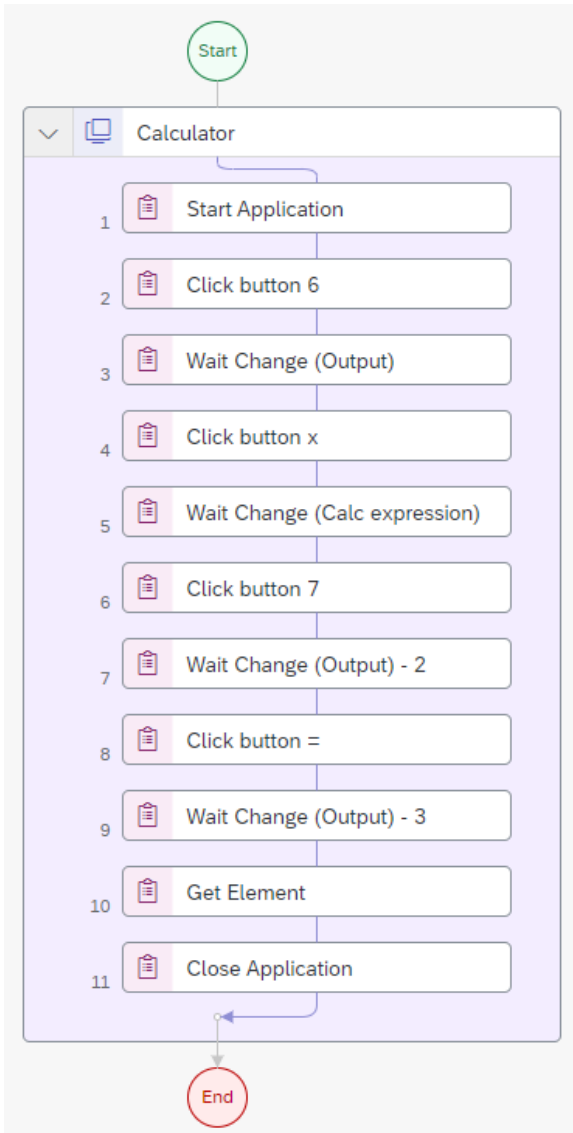 Start
Calculator
1 Start Application
2 Click button 6
3 Wait Change (Output)
4 Click button x
5 Wait Change (Calc expression)
6 Click button 7
7 Wait Change (Output) - 2
8 Click button =
9 Wait Change (Output) - 3
10 Get Element
11 Close Application
End